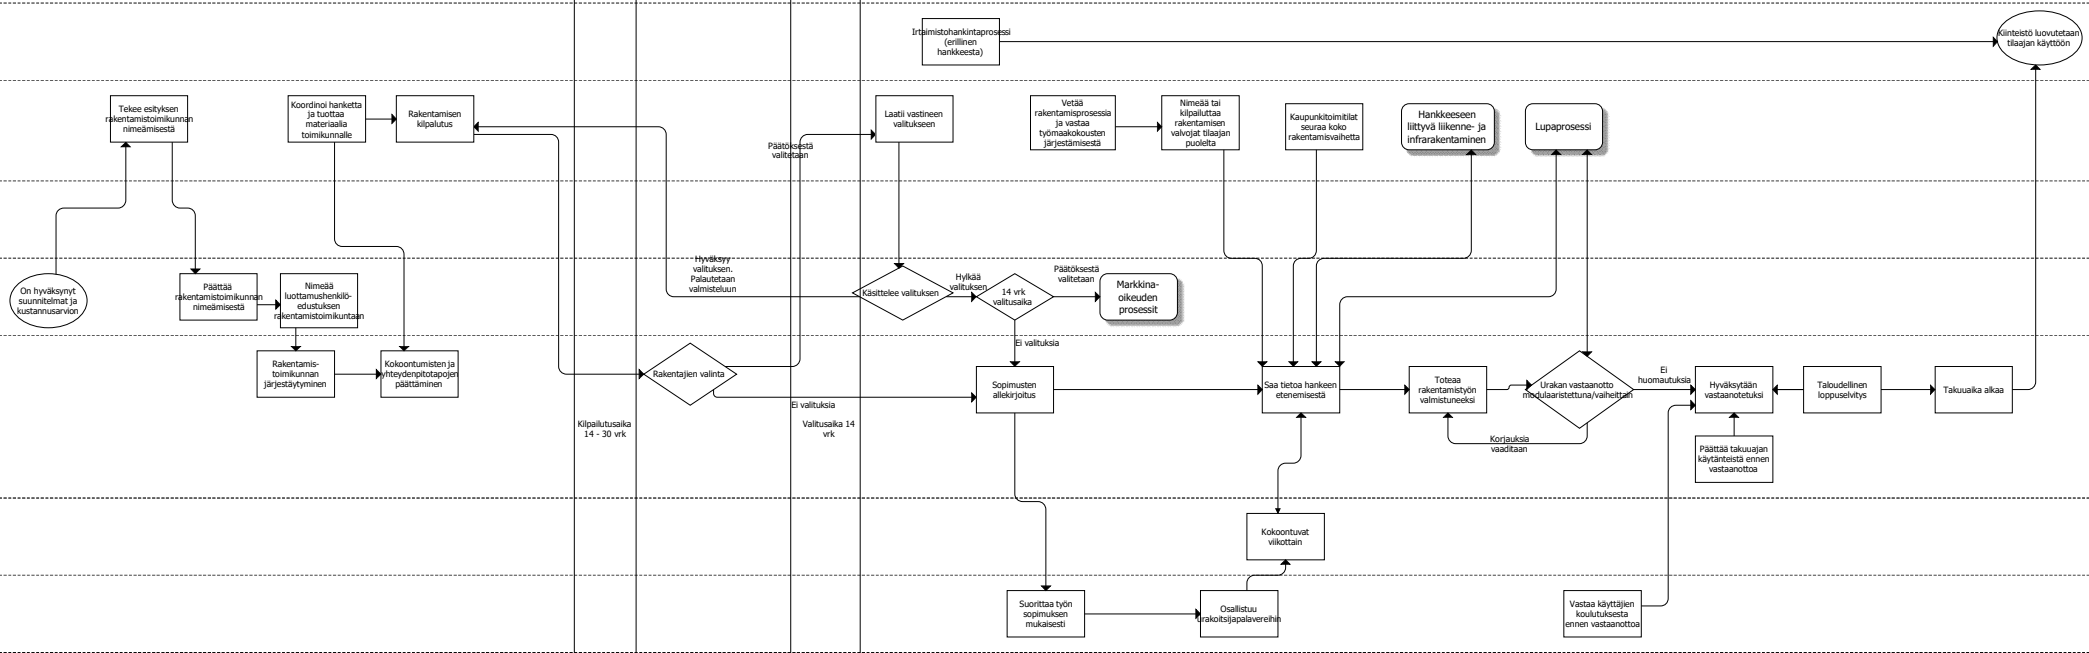 Irtaimistohankintaprosessi
(erillinen
hankkeesta)
Kiinteistö luovutetaan
tilaajan käyttöön
Tekee esityksen
rakentamistoimikunnan
nimeämisestä
Koordinoi hanketta
ja tuottaa
materiaalia
toimikunnalle
Rakentamisen
kilpalutus
Laatii vastineen
valitukseen
Vetää
rakentamisprosessia
ja vastaa
työmaakokousten
järjestämisestä
Nimeää tai
kilpailuttaa
rakentamisen
valvojat tilaajan
puolelta
Kaupunkitoimitilat
seuraa koko
rakentamisvaihetta
Hankkeeseen
liittyvä liikenne- ja
infrarakentaminen
Lupaprosessi
Päätöksestä
valitetaan
On hyväksynyt
suunnitelmat ja
kustannusarvion
Päättää
rakentamistoimikunnan
nimeämisestä
Nimeää
luottamushenkilö-
edustuksen
rakentamistoimikuntaan
Hyväksyy
valituksen.
Palautetaan
valmisteluun
Käsittelee valituksen
Hylkää
valituksen
14 vrk
valitusaika
Päätöksestä
valitetaan
Markkina-
oikeuden
prosessit
Ei valituksia
Rakentamis-
toimikunnan
järjestäytyminen
Kokoontumisten ja
yhteydenpitotapojen
päättäminen
Rakentajien valinta
Ei valituksia
Sopimusten
allekirjoitus
Saa tietoa hankeen
etenemisestä
Toteaa
rakentamistyön
valmistuneeksi
Urakan vastaanotto
modulaaristettuna/vaiheittain
Ei
huomautuksia
Hyväksytään
vastaanotetuksi
Taloudellinen
loppuselvitys
Takuuaika alkaa
Kilpailutusaika
14 - 30 vrk
Valitusaika 14
vrk
Korjauksia
vaaditaan
Päättää takuuajan
käytänteistä ennen
vastaanottoa
Kokoontuvat
viikottain
Suorittaa työn
sopimuksen
mukaisesti
Osallistuu
urakoitsijapalavereihin
Vastaa käyttäjien
koulutuksesta
ennen vastaanottoa